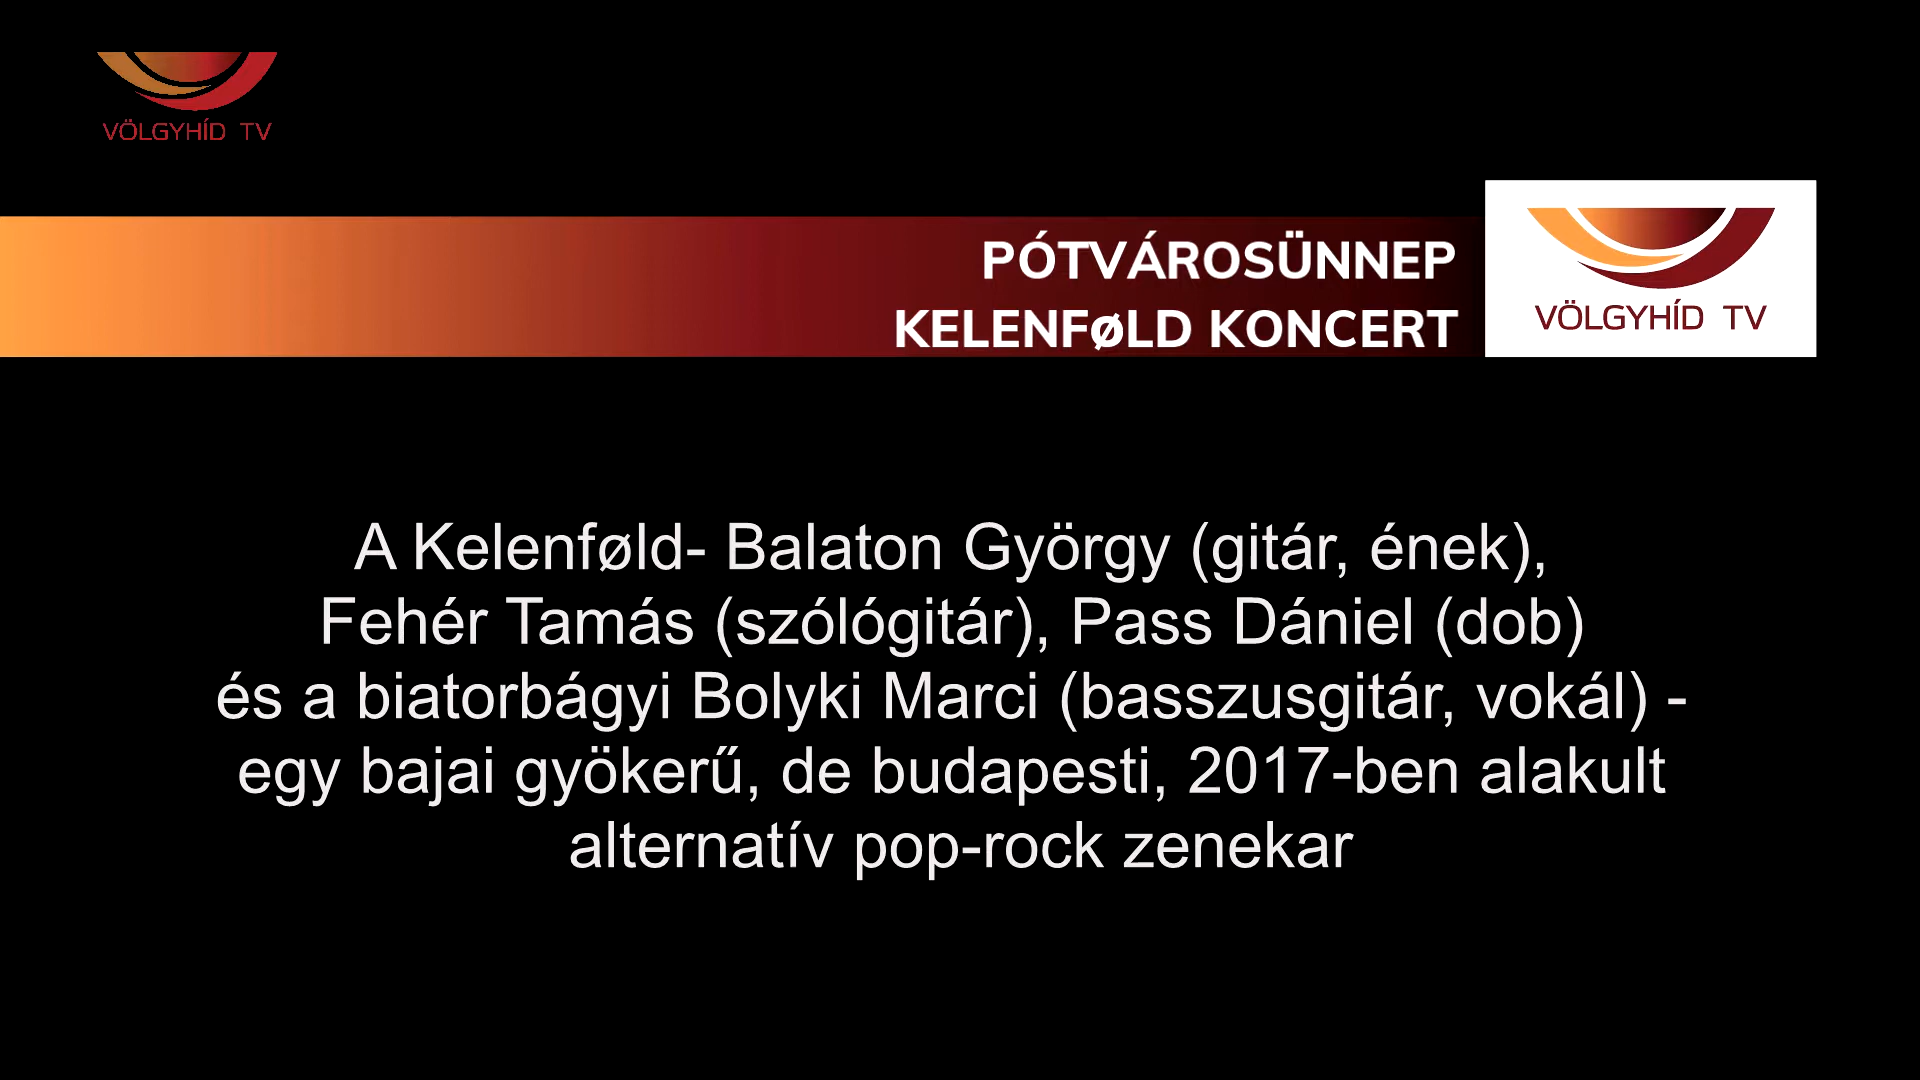 VÖLGYHÍD TV
PÓTVÁROSÜNNEP
KELENFøLD KONCERT
VÖLGYHÍD TV
A Kelenføld- Balaton György (gitár, ének),
Fehér Tamás (szólógitár), Pass Dániel (dob)
és a biatorbágyi Bolyki Marci (basszusgitár, vokál) -
egy bajai gyökerű, de budapesti, 2017-ben alakult
alternatív pop-rock zenekar